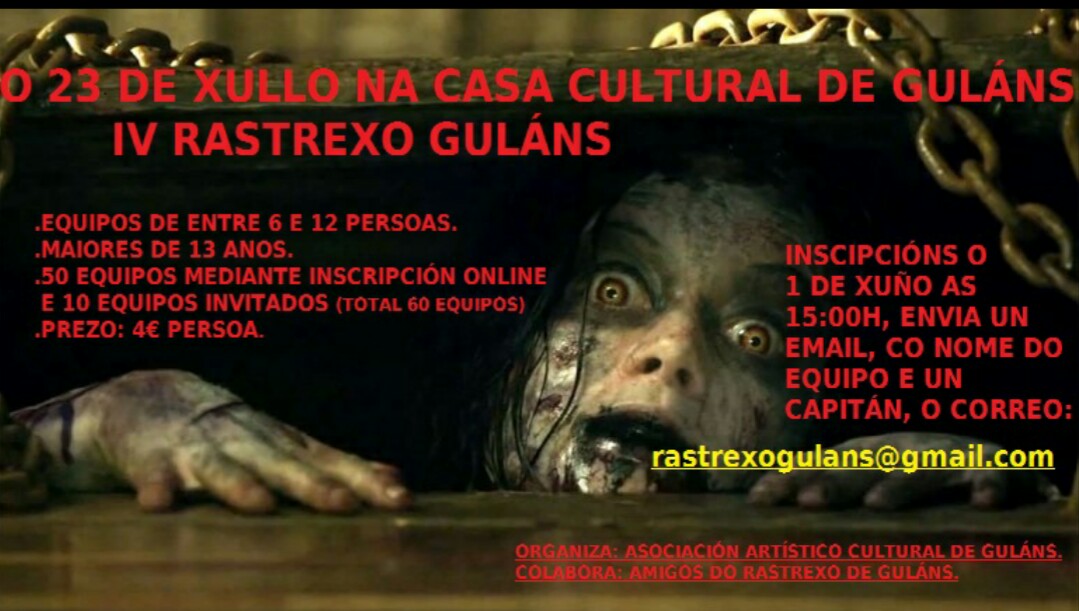 O 23 DE XULLO NA CASA CULTURAL DE GULÁNS
IV RASTREXO GULÁNS
.EQUIPOS DE ENTRE 6 E 12 PERSOAS.
.MAIORES DE 13 ANOS.
.50 EQUIPOS MEDIANTE INSCRIPCIÓN ONLINE
E 10 EQUIPOS INVITADOS (TOTAL 60 EQUIPOS)
.PREZO: 4€ PERSOA.
INSCIPCIÓNS O
1 DE XUÑO AS
15:00H, ENVIA UN
EMAIL, CO NOME DO
EQUIPO E UN
CAPITÁN, O CORREO:
rastrexogulans@gmail.com
ORGANIZA: ASOCIACIÓN ARTÍSTICO CULTURAL DE GULÁNS.
COLABORA: AMIGOS DO RASTREXO DE GULÁNS.